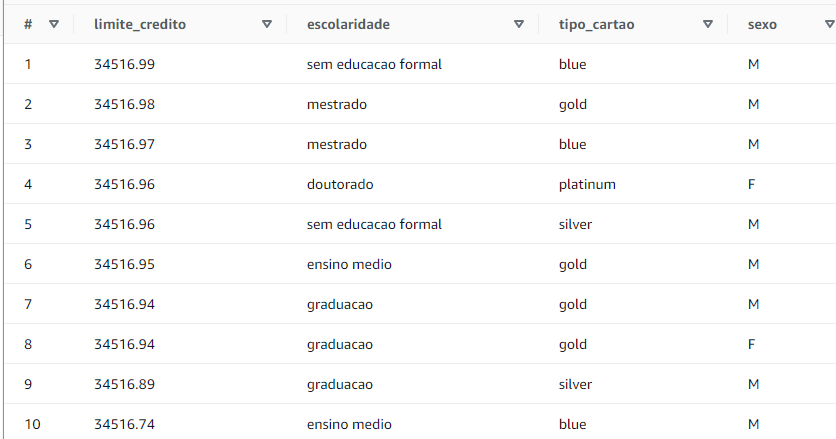 # limite_credito escolaridade tipo_cartao sexo
1 34516.99 sem educacao formal blue M
2 34516.98 mestrado gold M
3 34516.97 mestrado blue M
4 34516.96 doutorado platinum F
5 34516.96 sem educacao formal silver M
6 34516.95 ensino medio gold M
7 34516.94 graduacao gold M
8 34516.94 graduacao gold F
9 34516.89 graduacao silver M
10 34516.74 ensino medio blue M